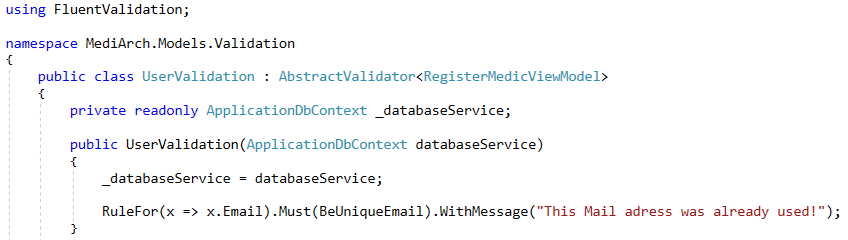 using FluentValidation;
namespace MediArch.Models.Validation
{
public class UserValidation : AbstractValidator<RegisterMedicViewModel>
{
private readonly ApplicationDbContext _databaseService;
public UserValidation(ApplicationDbContext databaseService)
{
_databaseService = databaseService;
RuleFor(x => x.Email).Must(BeUniqueEmail).WithMessage("This Mail adress was already used!");
}